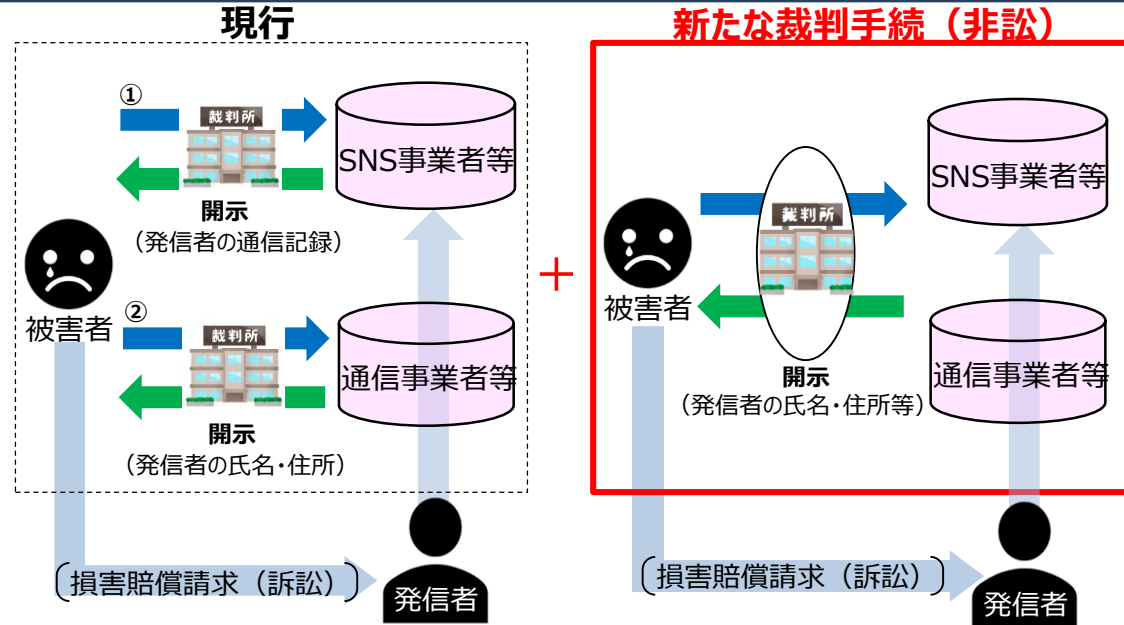 現行
①
裁判所
SNS事業者等
開示
（発信者の通信記録）
被害者
②
裁判所
通信事業者等
開示
（発信者の氏名・住所）
損害賠償請求（訴訟）
発信者
＋
新たな裁判手続（非訟）
SNS事業者等
裁判所
被害者
開示
（発信者の氏名・住所等）
通信事業者等
損害賠償請求（訴訟）
発信者